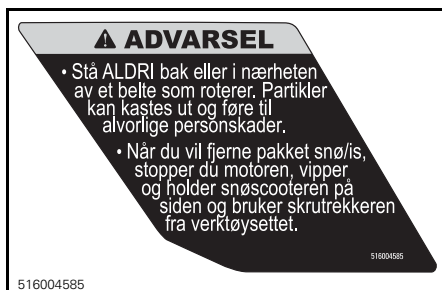 ⚠ ADVARSEL
• Stå ALDRI bak eller i nærheten
av et belte som roterer. Partikler
kan kastes ut og føre til
alvorlige personskader.
• Når du vil fjerne pakket snø/is,
stopper du motoren, vipper
og holder snøscooteren på
siden og bruker skrutrekkeren
fra verktøysettet.
516004585
516004585